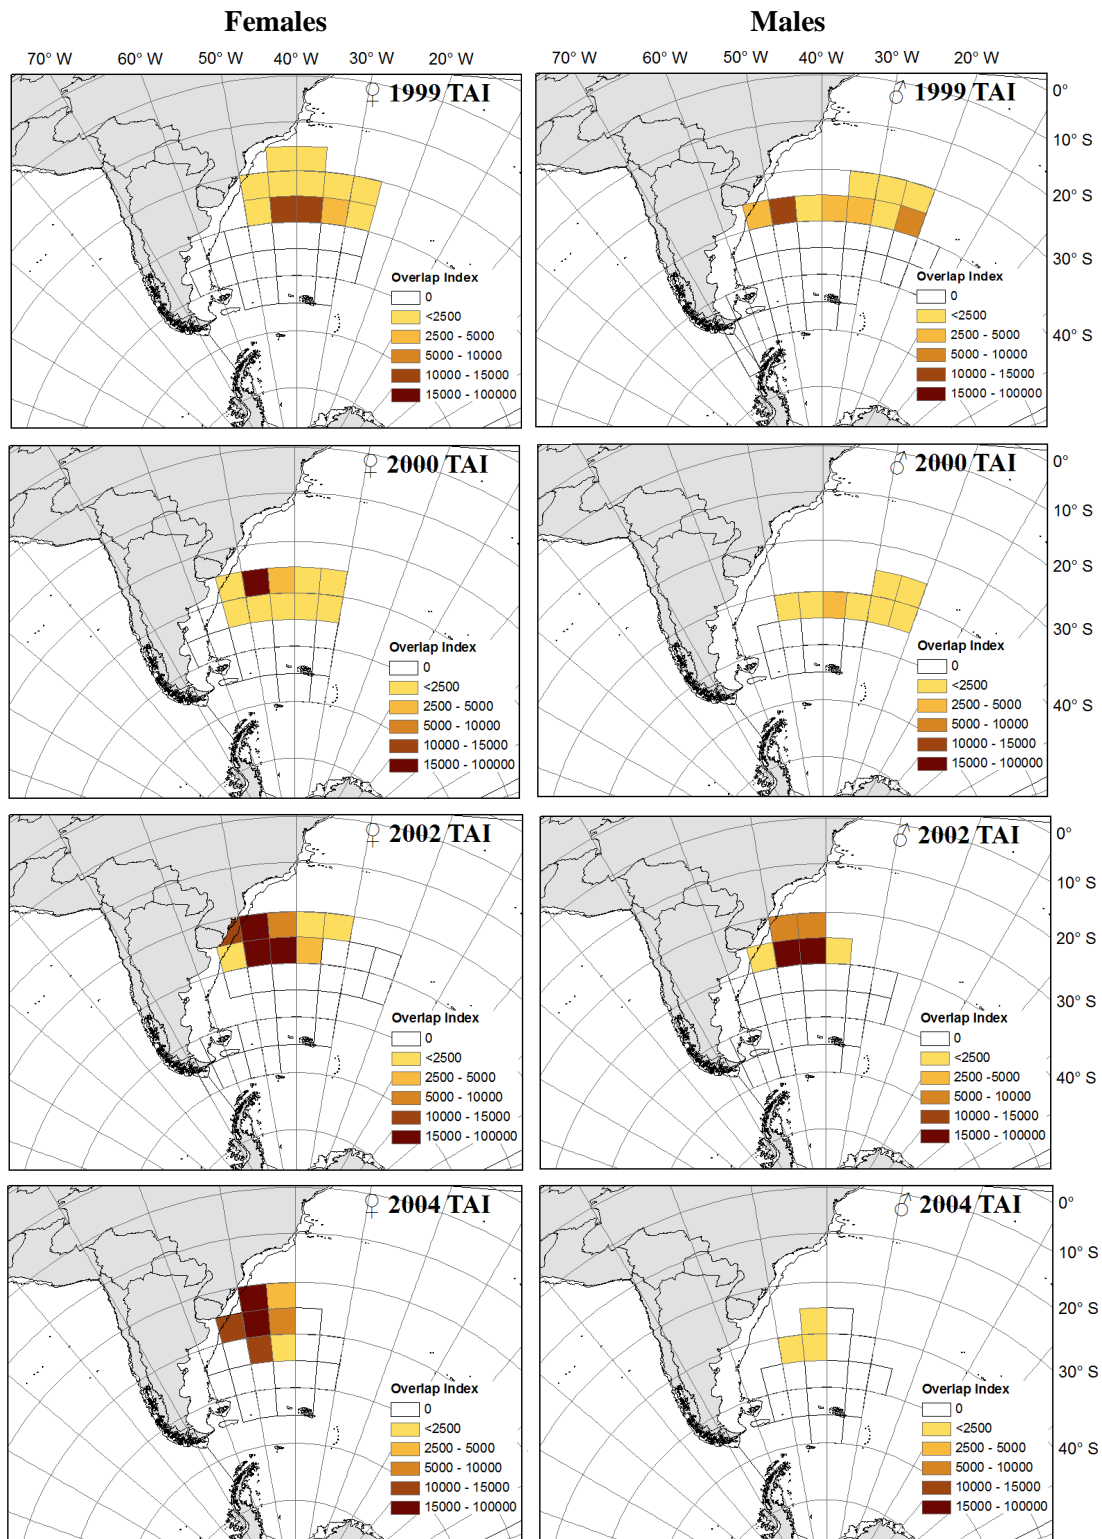 Females Males
70° W 60° W 50° W 40° W 30° W 20° W 70° W 60° W 50° W 40° W 30° W 20° W
♀ 1999 TAI
Overlap Index
0
<2500
2500 - 5000
5000 - 10000
10000 - 15000
15000 - 100000
♂ 1999 TAI
Overlap Index
0
<2500
2500 - 5000
5000 - 10000
10000 - 15000
15000 - 100000
0°
10° S
20° S
30° S
40° S
♀ 2000 TAI
Overlap Index
0
<2500
2500 - 5000
5000 - 10000
10000 - 15000
15000 - 100000
♂ 2000 TAI
Overlap Index
0
<2500
2500 - 5000
5000 - 10000
10000 - 15000
15000 - 100000
0°
10° S
20° S
30° S
40° S
♀ 2002 TAI
Overlap Index
0
<2500
2500 - 5000
5000 - 10000
10000 - 15000
15000 - 100000
♂ 2002 TAI
Overlap Index
0
<2500
2500 -5000
5000 - 10000
10000 - 15000
15000 - 100000
0°
10° S
20° S
30° S
40° S
♀ 2004 TAI
Overlap Index
0
<2500
2500 - 5000
5000 - 10000
10000 - 15000
15000 - 100000
♂ 2004 TAI
Overlap Index
0
<2500
2500 - 5000
5000 - 10000
10000 - 15000
15000 - 100000
0°
10° S
20° S
30° S
40° S